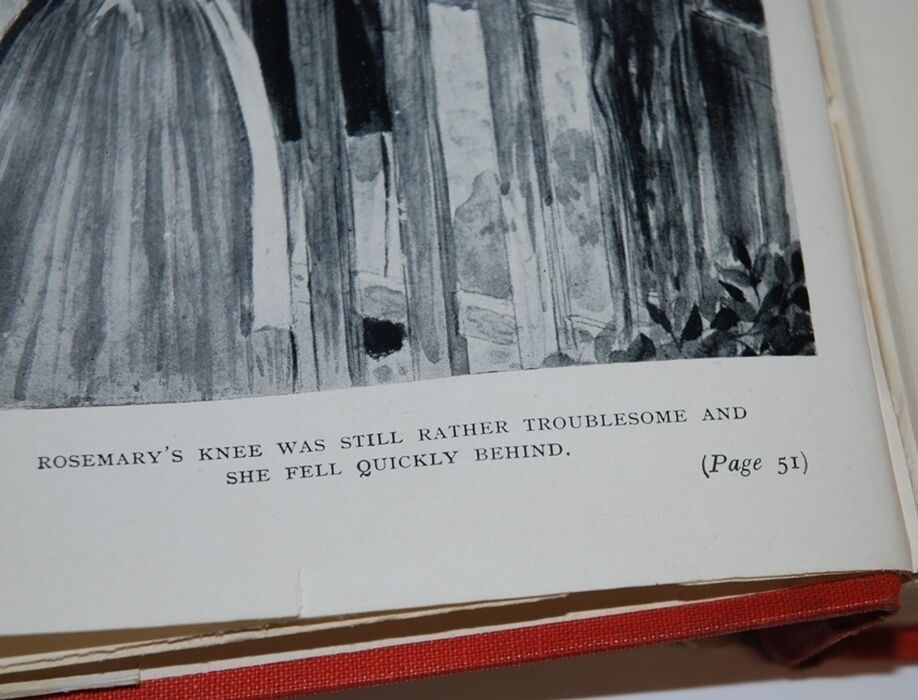 ROSEMARY'S KNEE WAS STILL RATHER TROUBLESOME AND
SHE FELL QUICKLY BEHIND.
(Page 51)